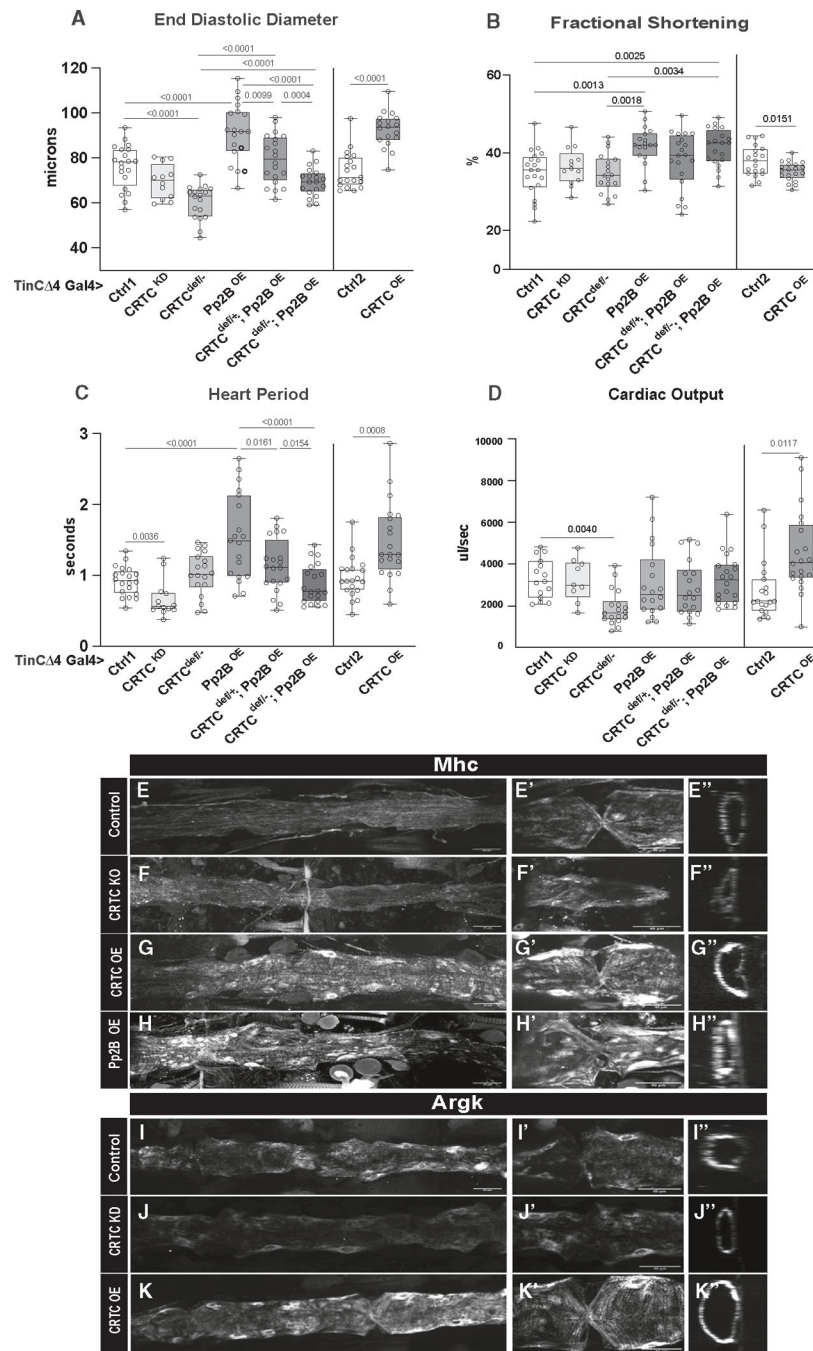 A
End Diastolic Diameter
<0.0001
<0.0001
<0.0001 <0.0001
<0.0001 0.0099 0.0004
<0.0001
120
100
80
60
40
microns
TinCΔ4 Gal4>
Ctrl1
CRTC KD
CRTCdef/-
Pp2B OE
CRTC def/+; Pp2B OE
CRTC def/-; Pp2B OE
Ctrl2
CRTC OE
B
Fractional Shortening
0.0025
0.0034
0.0013
0.0018
0.0151
60
40
20
0
%
Ctrl1
CRTC KD
CRTCdef/-
Pp2B OE
CRTC def/+; Pp2B OE
CRTC def/-; Pp2B OE
Ctrl2
CRTC OE
C
Heart Period
<0.0001
<0.0001 0.0161 0.0154
0.0036
0.0008
3
2
1
0
seconds
TinCΔ4 Gal4>
Ctrl1
CRTC KD
CRTCdef/-
Pp2B OE
CRTC def/+; Pp2B OE
CRTC def/-; Pp2B OE
Ctrl2
CRTC OE
D
Cardiac Output
0.0040
0.0117
10000
8000
6000
4000
2000
0
ul/sec
Ctrl1
CRTC KD
CRTCdef/-
Pp2B OE
CRTC def/+; Pp2B OE
CRTC def/-; Pp2B OE
Ctrl2
CRTC OE
Mhc
Control
E E' E''
CRTC KO
F F' F''
CRTC OE
G G' G''
Pp2B OE
H H' H''
Argk
Control
I I' I''
CRTC KD
J J' J''
CRTC OE
K K' K''